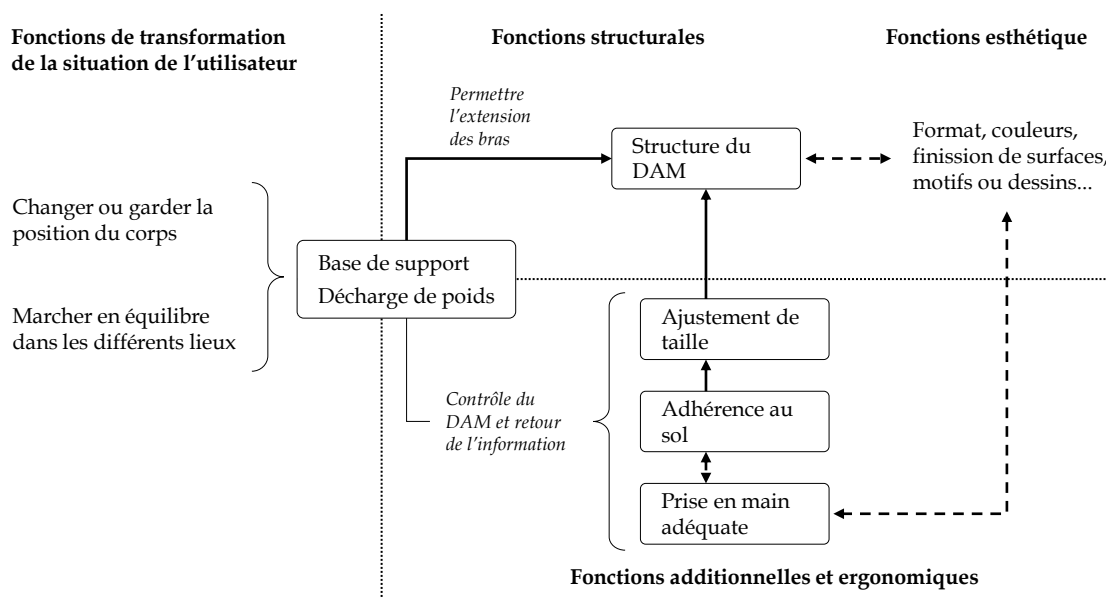 Fonctions de transformation
de la situation de l'utilisateur
Fonctions structurales
Fonctions esthétique
Permettre
l'extension
des bras
Structure du
DAM
Format, couleurs,
finission de surfaces,
motifs ou dessins...
Changer ou garder la
position du corps
Marcher en équilibre
dans les différents lieux
Base de support
Décharge de poids
Contrôle du
DAM et retour
de l'information
Ajustement de
taille
Adhérence au
sol
Prise en main
adéquate
Fonctions additionnelles et ergonomiques